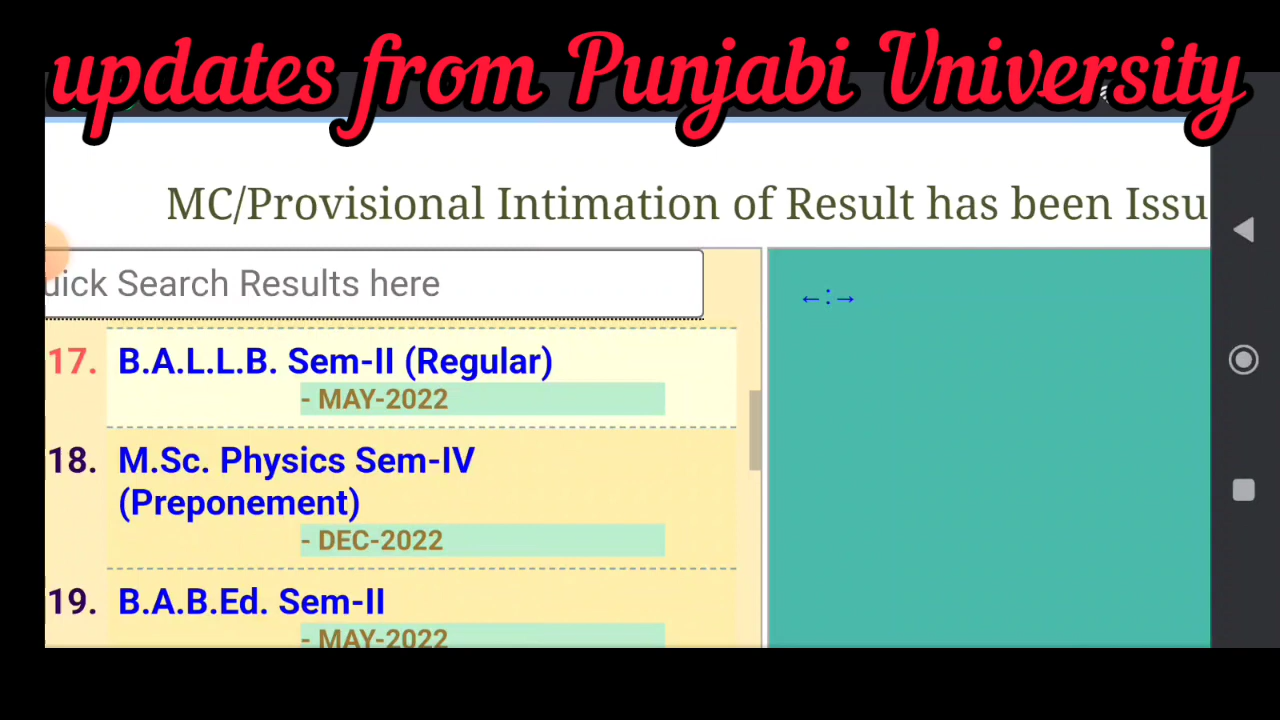 updates from Punjabi University
MC/Provisional Intimation of Result has been Issu
uick Search Results here
17. B.A.L.L.B. Sem-II (Regular)
- MAY-2022
18. M.Sc. Physics Sem-IV
(Preponement)
- DEC-2022
19. B.A.B.Ed. Sem-II
- MAY-2022
←:→